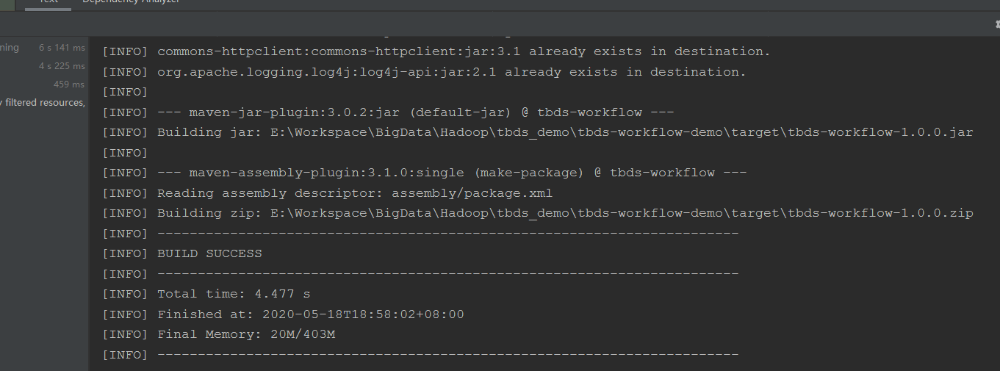 Text Dependency Analyzer
ning 6 s 141 ms
4 s 225 ms
459 ms
y filtered resources,
[INFO] commons-httpclient:commons-httpclient:jar:3.1 already exists in destination.
[INFO] org.apache.logging.log4j:log4j-api:jar:2.1 already exists in destination.
[INFO]
[INFO] --- maven-jar-plugin:3.0.2:jar (default-jar) @ tbds-workflow ---
[INFO] Building jar: E:\Workspace\BigData\Hadoop\tbds_demo\tbds-workflow-demo\target\tbds-workflow-1.0.0.jar
[INFO]
[INFO] --- maven-assembly-plugin:3.1.0:single (make-package) @ tbds-workflow ---
[INFO] Reading assembly descriptor: assembly/package.xml
[INFO] Building zip: E:\Workspace\BigData\Hadoop\tbds_demo\tbds-workflow-demo\target\tbds-workflow-1.0.0.zip
[INFO] ------------------------------------------------------------------------
[INFO] BUILD SUCCESS
[INFO] ------------------------------------------------------------------------
[INFO] Total time: 4.477 s
[INFO] Finished at: 2020-05-18T18:58:02+08:00
[INFO] Final Memory: 20M/403M
[INFO] ------------------------------------------------------------------------